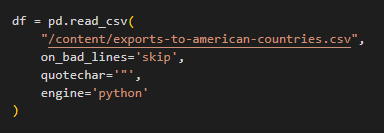 df = pd.read_csv(
    "/content/exports-to-american-countries.csv",
    on_bad_lines='skip',
    quotechar='"',
    engine='python'
)